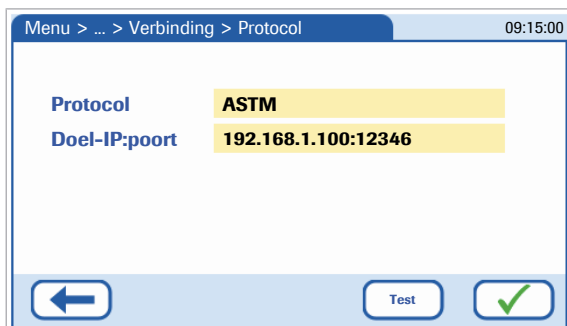 Menu > ... > Verbinding > Protocol 09:15:00
Protocol ASTM
Doel-IP:poort 192.168.1.100:12346
Test